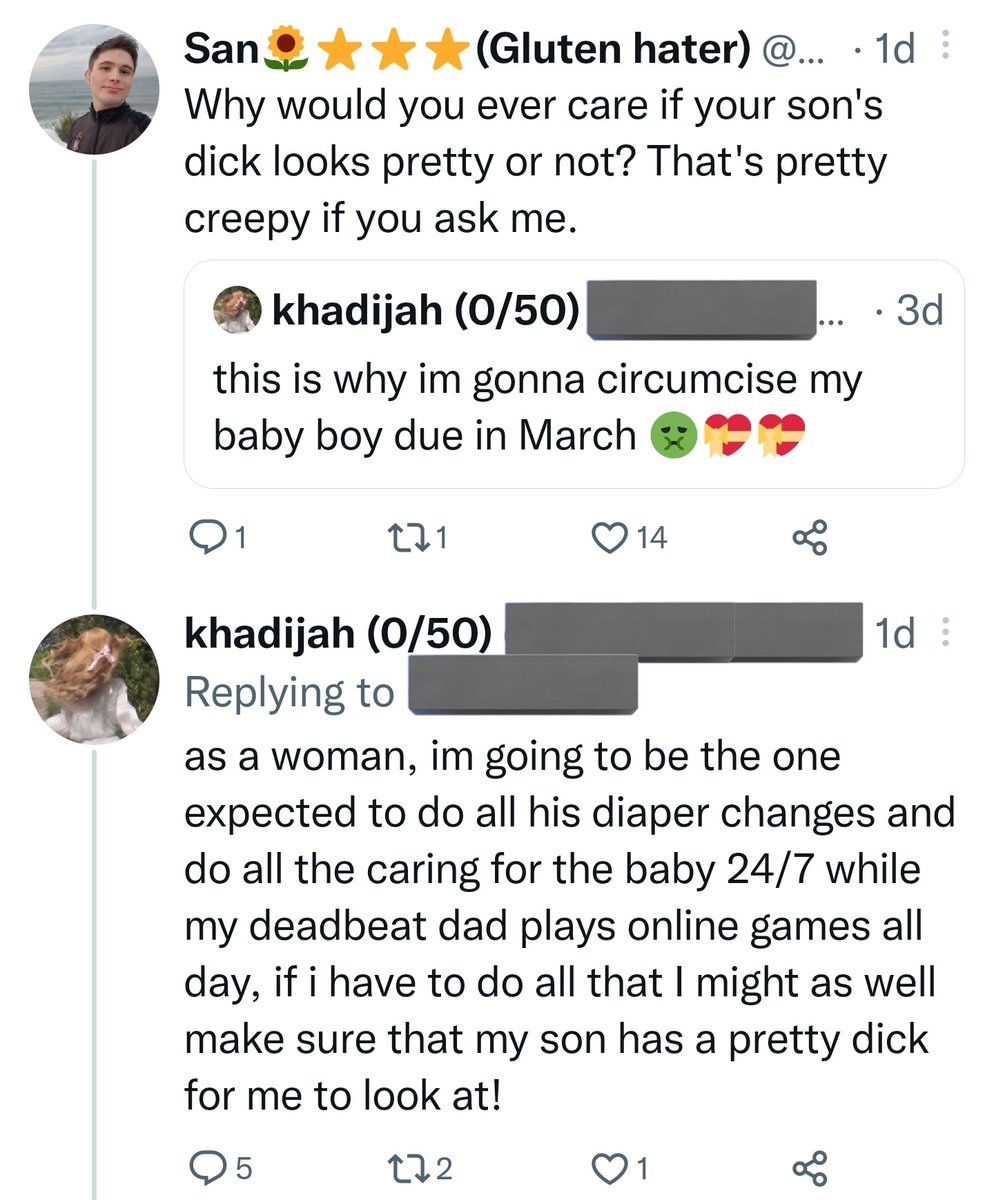 San🌻⭐⭐⭐(Gluten hater) @... · 1d
Why would you ever care if your son's
dick looks pretty or not? That's pretty
creepy if you ask me.
khadijah (0/50) ... · 3d
this is why im gonna circumcise my
baby boy due in March 🤢💝💝
1 1 14
khadijah (0/50) 1d
Replying to
as a woman, im going to be the one
expected to do all his diaper changes and
do all the caring for the baby 24/7 while
my deadbeat dad plays online games all
day, if i have to do all that I might as well
make sure that my son has a pretty dick
for me to look at!
5 2 1